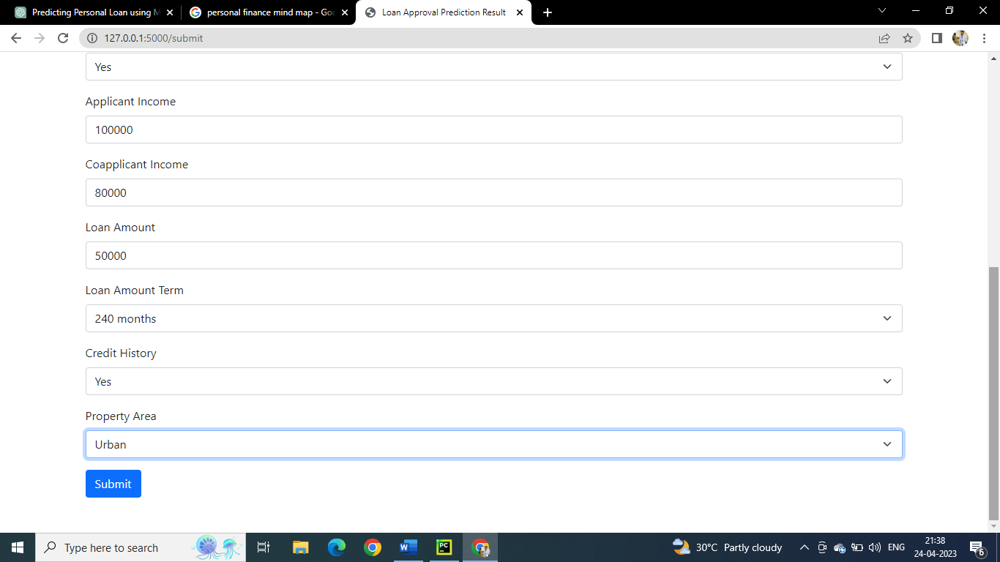 Predicting Personal Loan using M
personal finance mind map - Goo
Loan Approval Prediction Result
127.0.0.1:5000/submit
Yes
Applicant Income
100000
Coapplicant Income
80000
Loan Amount
50000
Loan Amount Term
240 months
Credit History
Yes
Property Area
Urban
Submit
Type here to search
W
PC
30°C Partly cloudy
ENG
21:38
24-04-2023
6